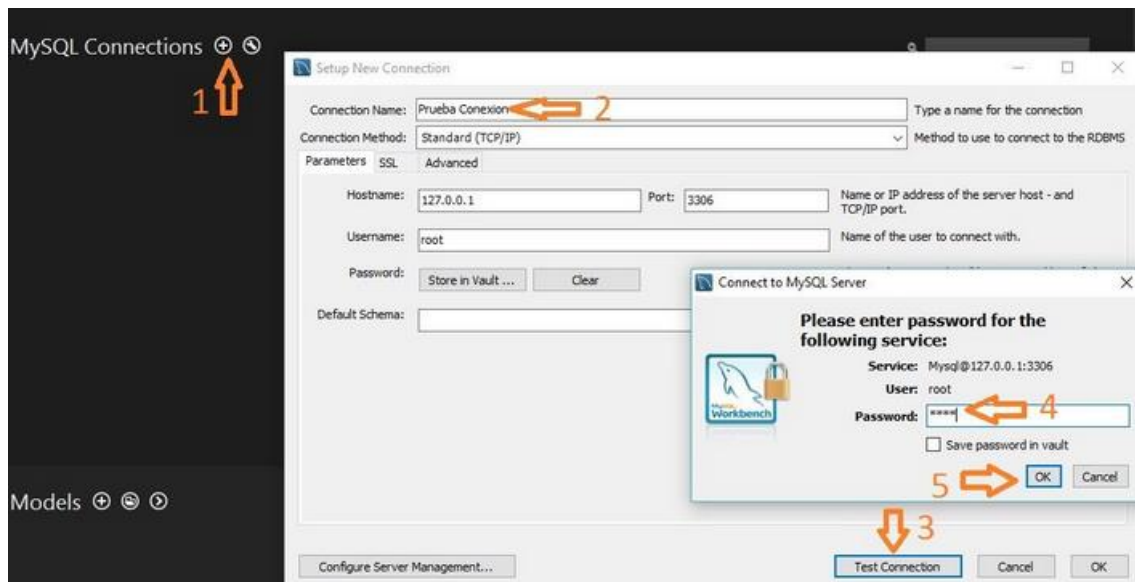 MySQL Connections
1
Setup New Connection
Connection Name: Prueba Conexion 2 Type a name for the connection
Connection Method: Standard (TCP/IP) Method to use to connect to the RDBMS
Parameters SSL Advanced
Hostname: 127.0.0.1 Port: 3306 Name or IP address of the server host - and
TCP/IP port.
Username: root Name of the user to connect with.
Password: Store in Vault ... Clear
Default Schema:
Connect to MySQL Server
Please enter password for the
following service:
Service: Mysql@127.0.0.1:3306
User: root
Password: **** 4
Save password in vault
5 OK Cancel
MySQL
Workbench
Models
3
Configure Server Management... Test Connection Cancel OK